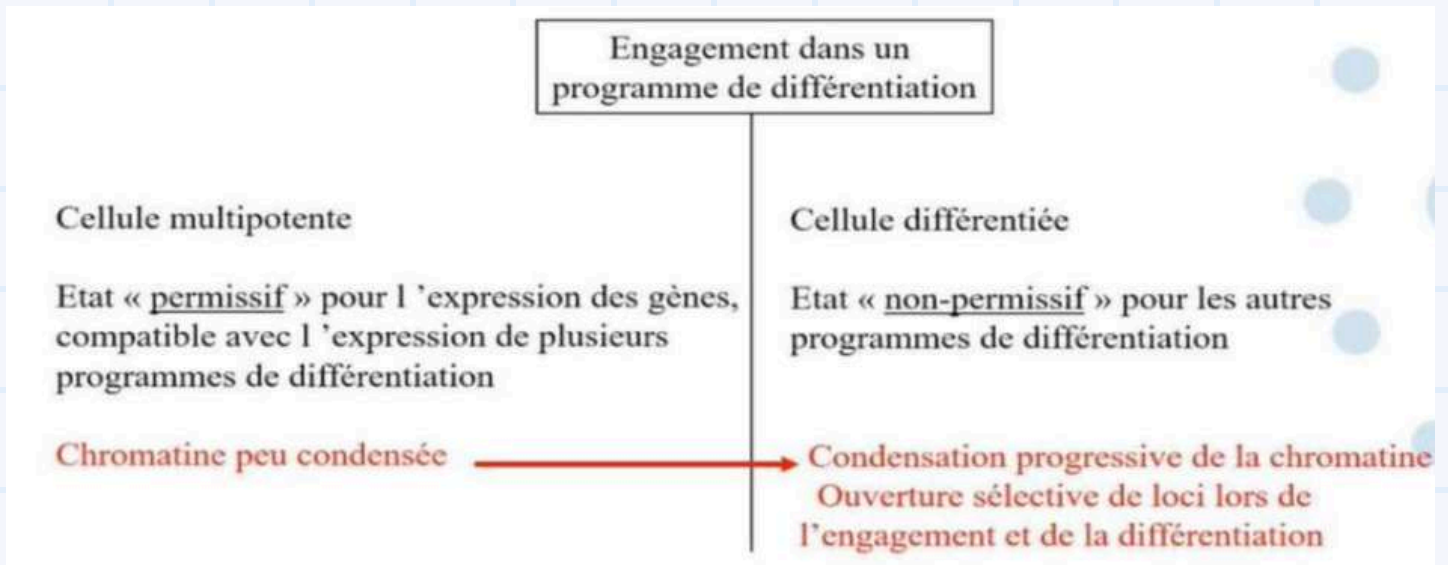 Engagement dans un
programme de différentiation
Cellule multipotente
Etat « permissif » pour l 'expression des gènes,
compatible avec l 'expression de plusieurs
programmes de différentiation
Chromatine peu condensée
Cellule différentiée
Etat « non-permissif » pour les autres
programmes de différentiation
Condensation progressive de la chromatine
Ouverture sélective de loci lors de
l'engagement et de la différentiation